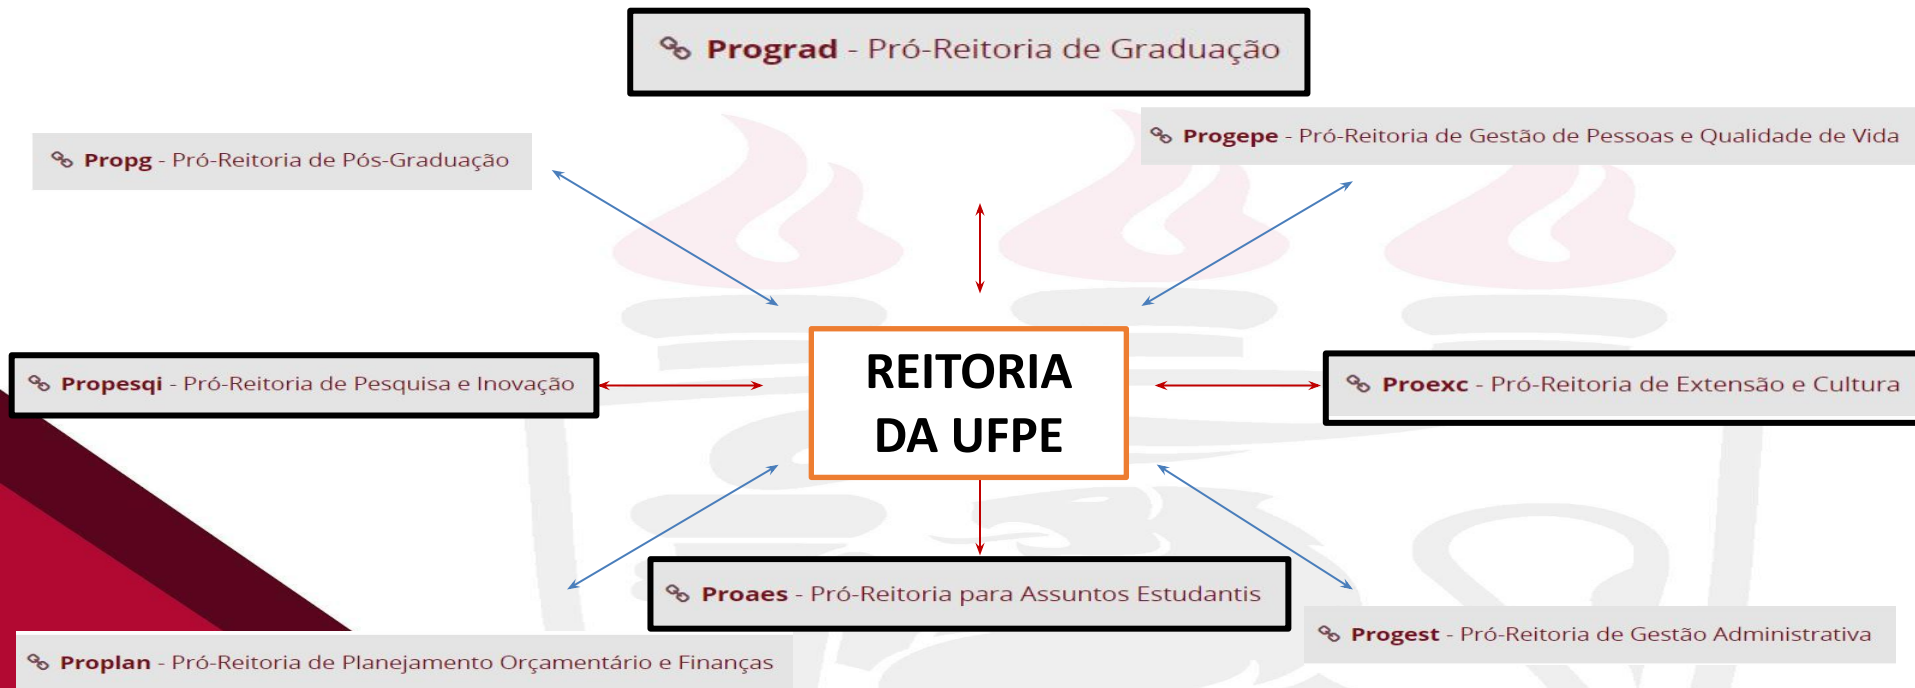 Prograd - Pró-Reitoria de Graduação
Progepe - Pró-Reitoria de Gestão de Pessoas e Qualidade de Vida
Propg - Pró-Reitoria de Pós-Graduação
Propesqi - Pró-Reitoria de Pesquisa e Inovação
REITORIA
DA UFPE
Proexc - Pró-Reitoria de Extensão e Cultura
Proaes - Pró-Reitoria para Assuntos Estudantis
Progest - Pró-Reitoria de Gestão Administrativa
Proplan - Pró-Reitoria de Planejamento Orçamentário e Finanças